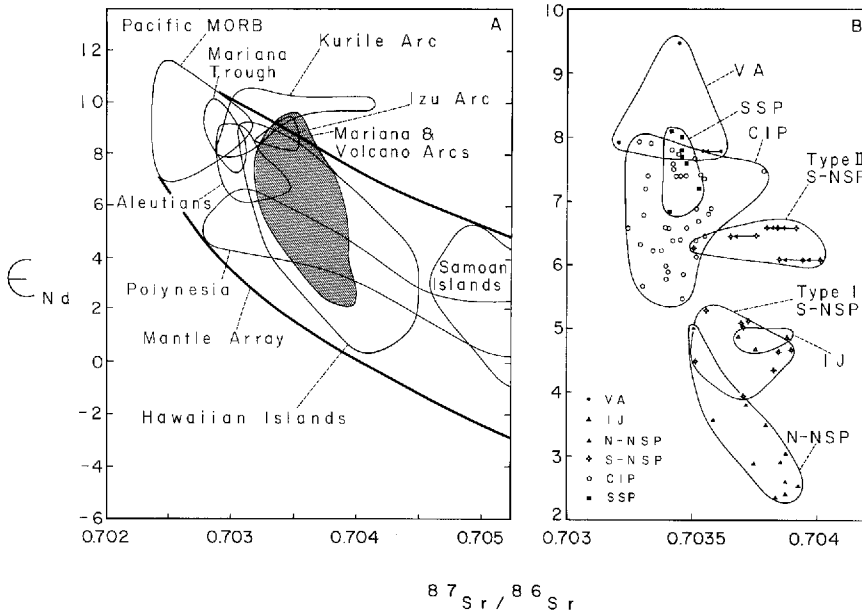 A
Pacific MORB
Kurile Arc
Mariana
Trough
Izu Arc
Mariana &
Volcano Arcs
Aleutians
Samoan
Islands
Polynesia
Mantle Array
Hawaiian Islands
12
10
8
6
4
2
0
-2
-4
-6
0.702
0.703
0.704
0.705
ЄNd
B
VA
SSP
CIP
Type II
S-NSP
Type I
S-NSP
IJ
N-NSP
VA
IJ
N-NSP
S-NSP
CIP
SSP
10
9
8
7
6
5
4
3
2
0.703
0.7035
0.704
87Sr/86Sr